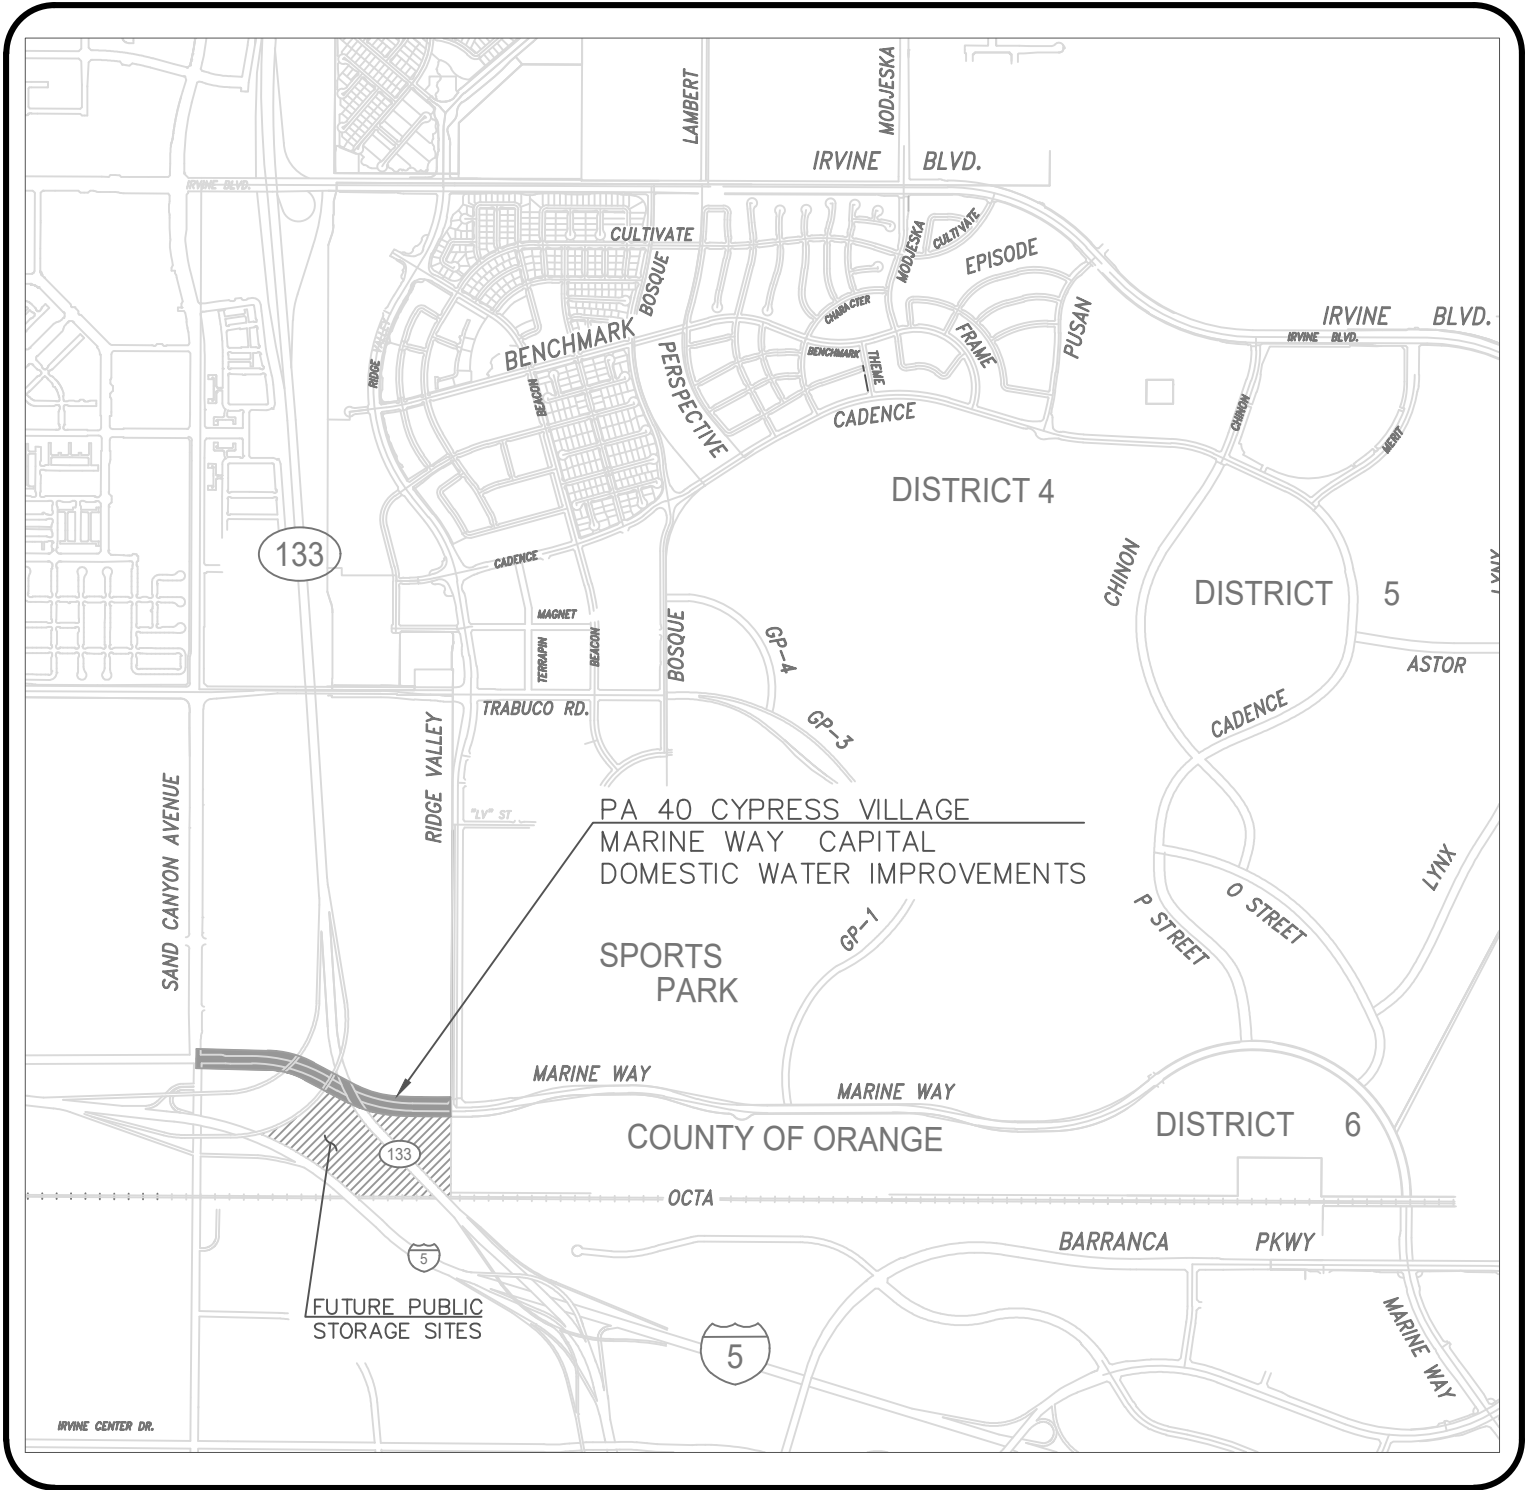 LAMBERT
MODJESKA
IRVINE BLVD.
IRVINE BLVD.
CULTIVATE
MODJESKA
CULTIVATE
EPISODE
BOSQUE
CHARACTER
PUSAN
IRVINE BLVD.
IRVINE BLVD.
BENCHMARK
RIDGE
PERSPECTIVE
BENCHMARK
THEME
FRAME
BEACON
CADENCE
CHINON
MERIT
DISTRICT 4
133
CADENCE
CHINON
DISTRICT 5
LYNX
MAGNET
TERRAPIN
BEACON
BOSQUE
GP-4
ASTOR
TRABUCO RD.
GP-3
CADENCE
RIDGE VALLEY
SAND CANYON AVENUE
"LV" ST
PA 40 CYPRESS VILLAGE
MARINE WAY CAPITAL
DOMESTIC WATER IMPROVEMENTS
LYNX
O STREET
P STREET
GP-1
SPORTS
PARK
MARINE WAY
MARINE WAY
COUNTY OF ORANGE
DISTRICT 6
133
OCTA
BARRANCA PKWY
5
FUTURE PUBLIC
STORAGE SITES
5
MARINE WAY
IRVINE CENTER DR.